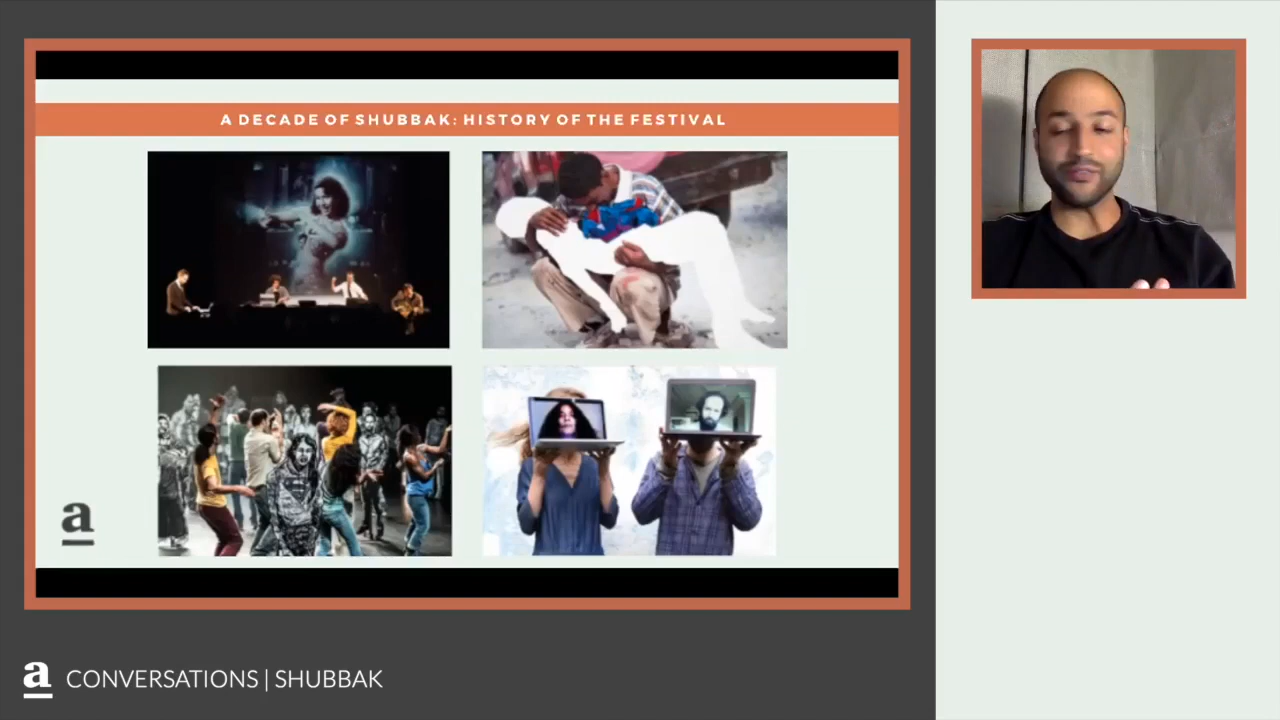 A DECADE OF SHUBBAK: HISTORY OF THE FESTIVAL
a
a CONVERSATIONS | SHUBBAK